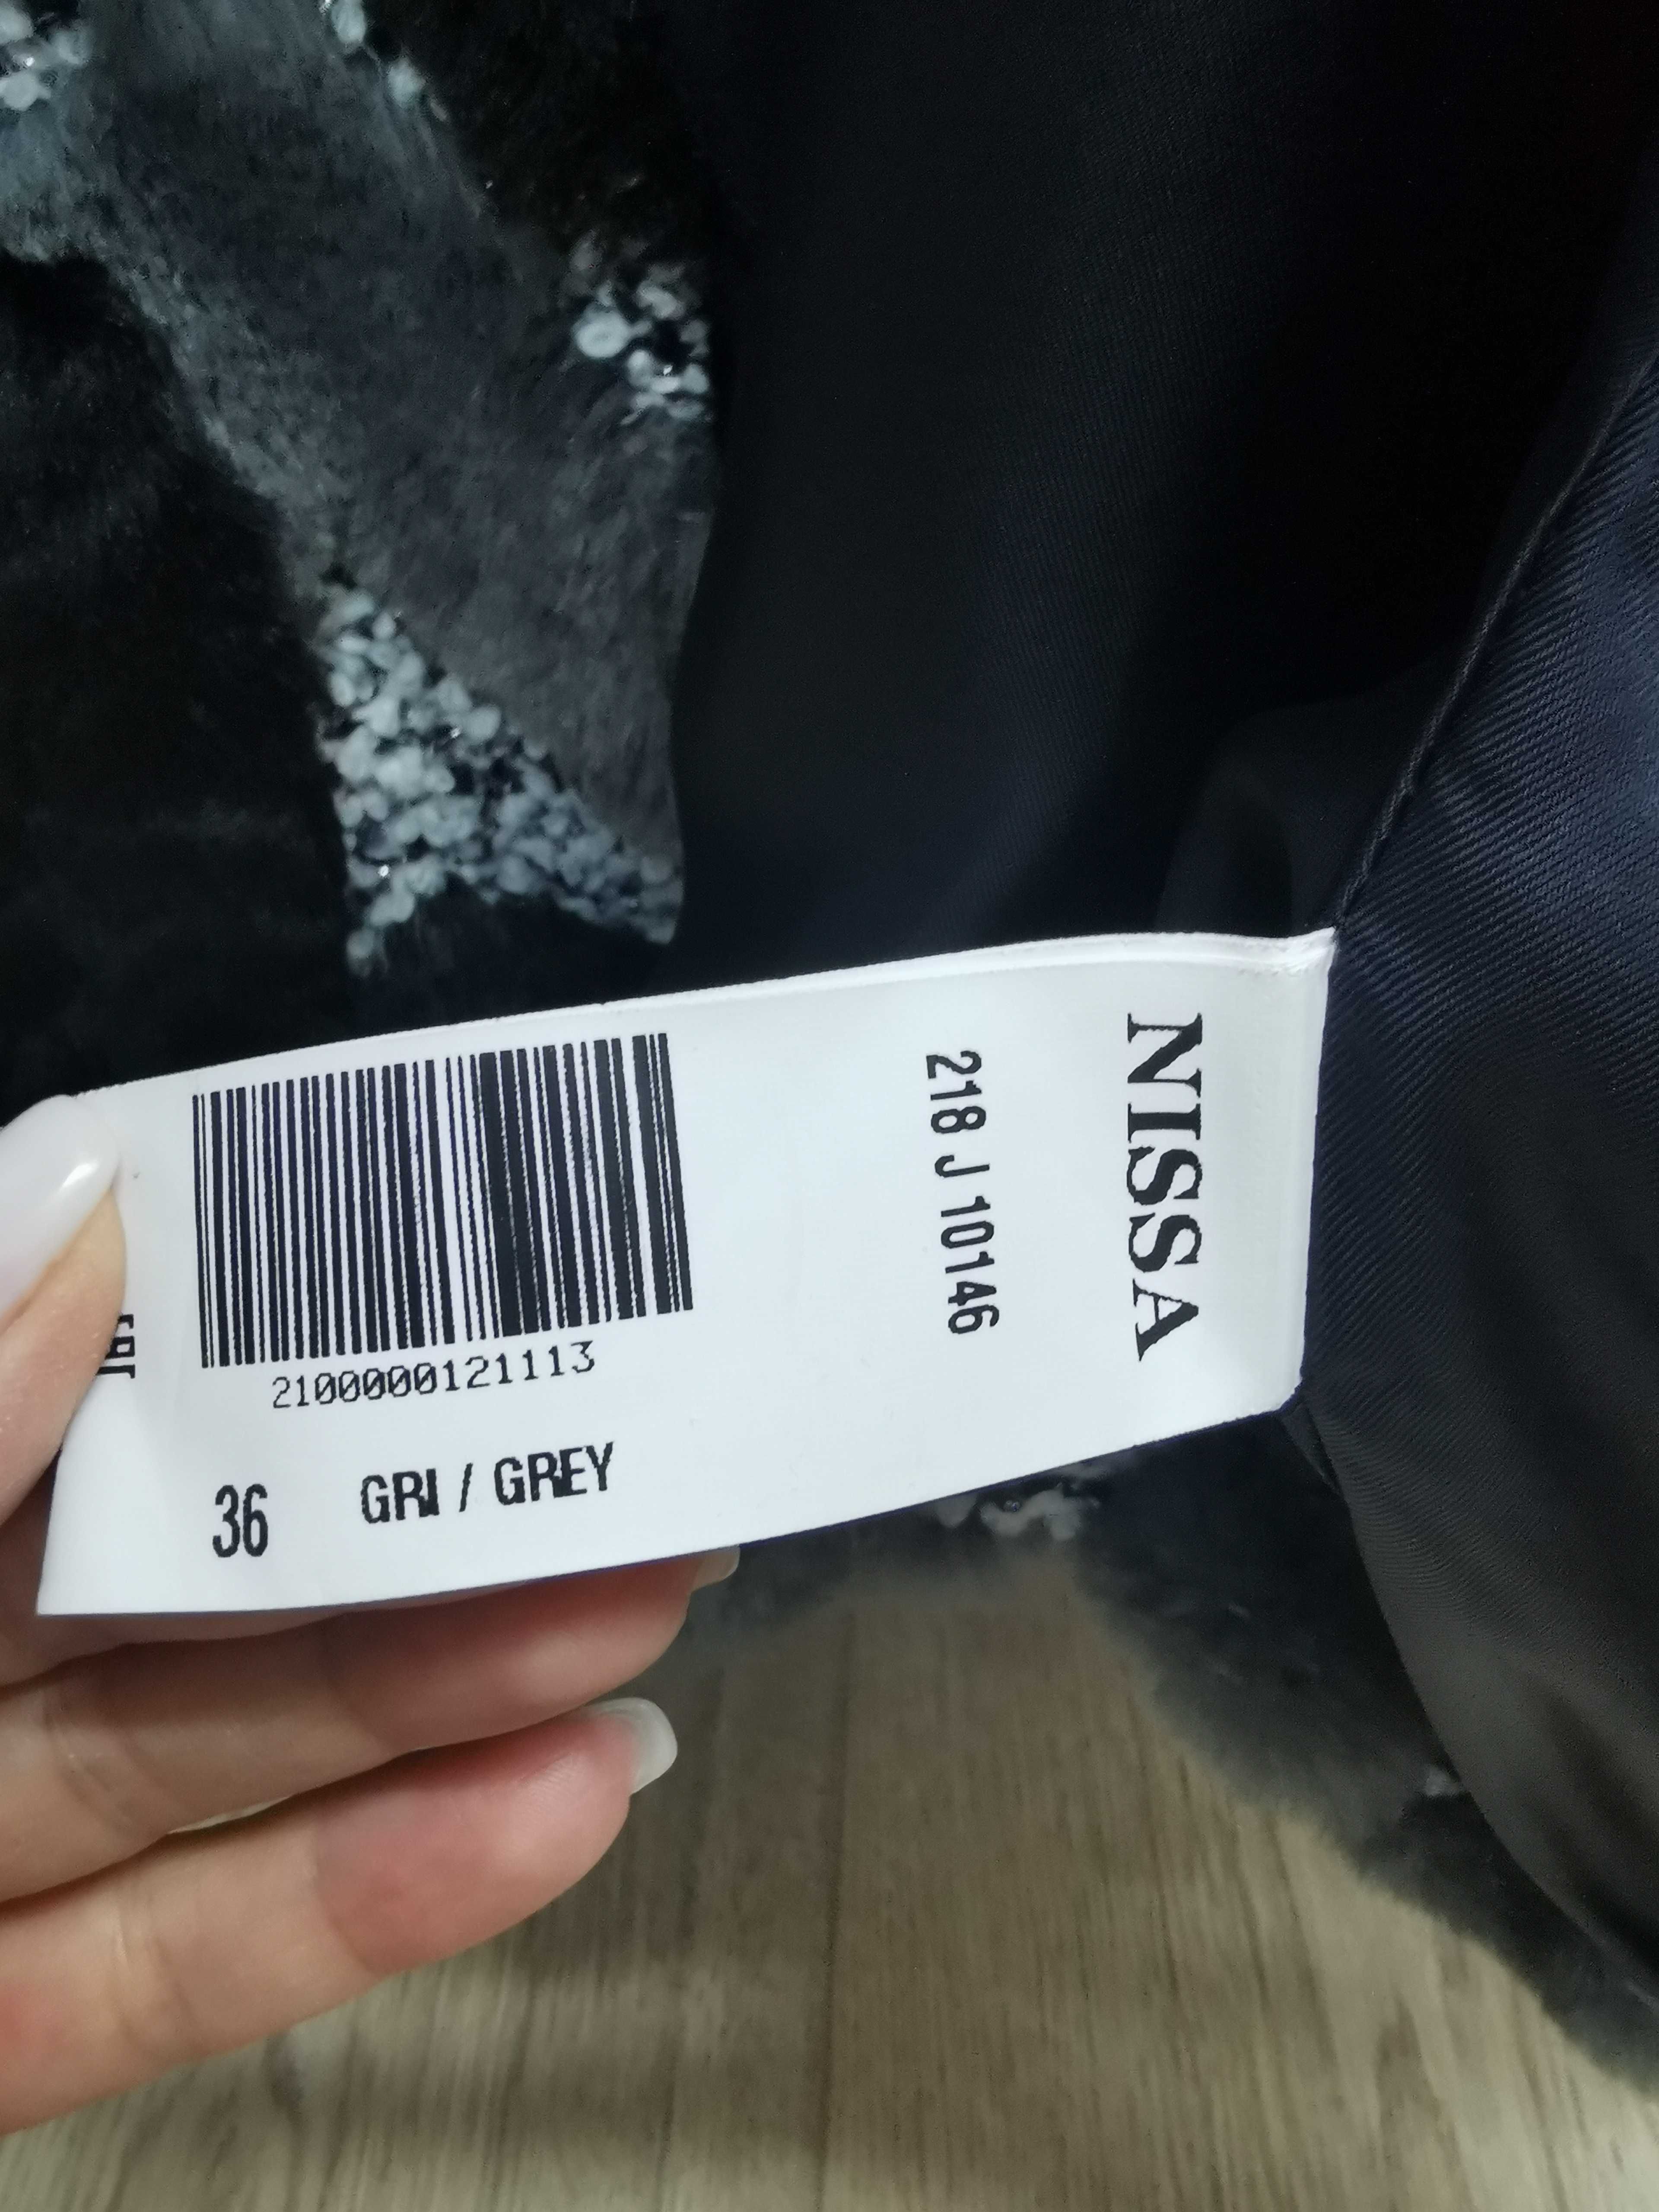 NISSA
218 J 10146
2100000121113
36 GRI / GREY